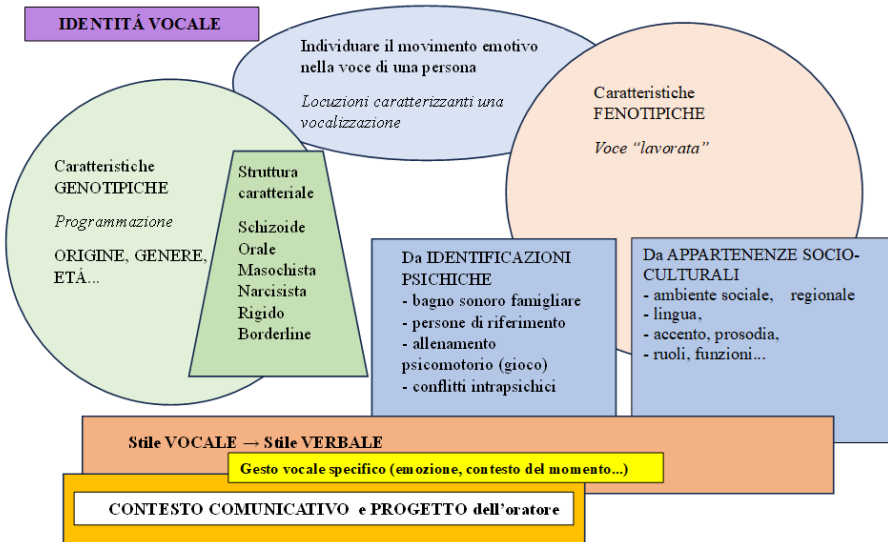 IDENTITÁ VOCALE
Individuare il movimento emotivo
nella voce di una persona
Locuzioni caratterizzanti una
vocalizzazione
Caratteristiche
FENOTIPICHE
Voce “lavorata”
Caratteristiche
GENOTIPICHE
Programmazione
ORIGINE, GENERE,
ETÁ...
Struttura
caratteriale
Schizoide
Orale
Masochista
Narcisista
Rigido
Borderline
Da IDENTIFICAZIONI
PSICHICHE
- bagno sonoro famigliare
- persone di riferimento
- allenamento
psicomotorio (gioco)
- conflitti intrapsichici
Da APPARTENENZE SOCIO-
CULTURALI
- ambiente sociale, regionale
- lingua,
- accento, prosodia,
- ruoli, funzioni...
Stile VOCALE → Stile VERBALE
Gesto vocale specifico (emozione, contesto del momento...)
CONTESTO COMUNICATIVO e PROGETTO dell'oratore